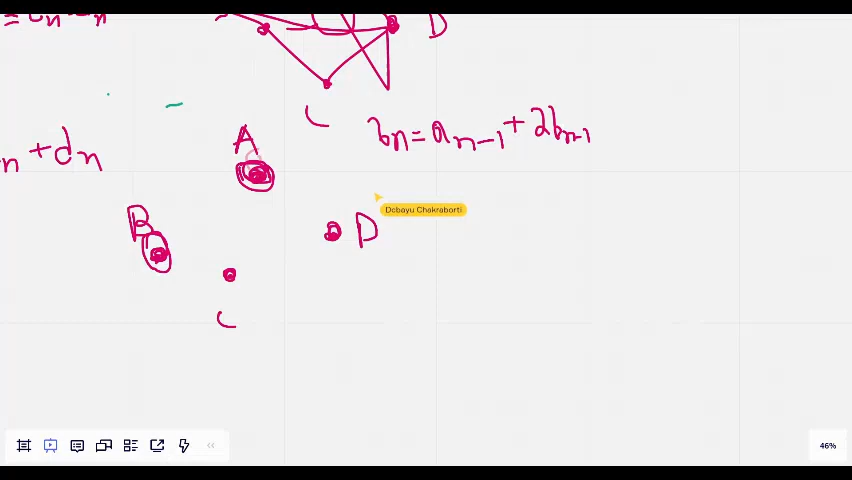 D
C
bn = an-1 + 2bn-1
n + dn
A
Debayu Chakraborti
B
D
C
46%